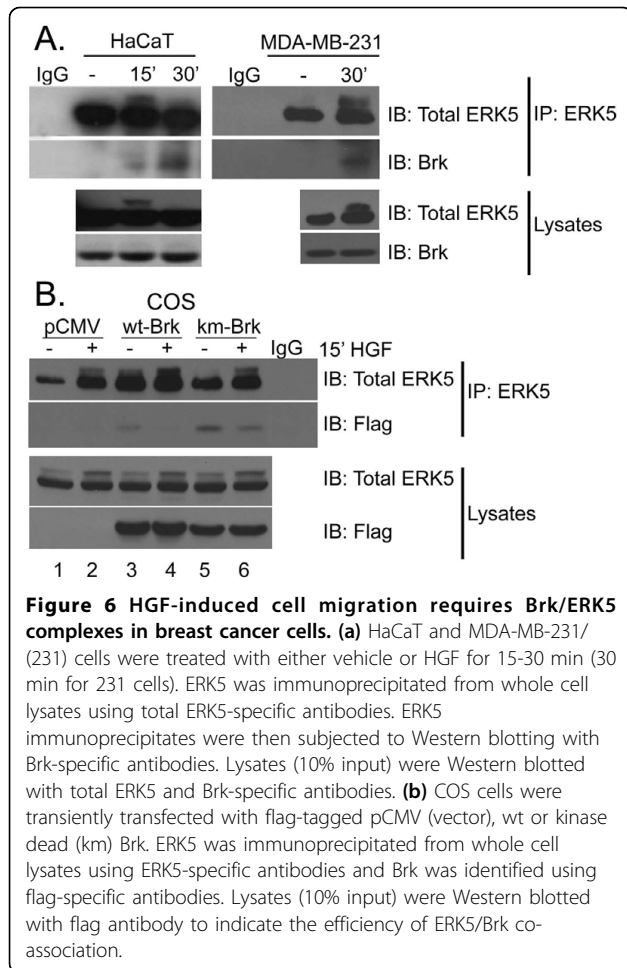 A.
HaCaT MDA-MB-231
IgG - 15' 30' IgG - 30'
IB: Total ERK5
IP: ERK5
IB: Brk
IB: Total ERK5
Lysates
IB: Brk
B.
COS
pCMV wt-Brk km-Brk
- + - + - + IgG 15' HGF
IB: Total ERK5
IP: ERK5
IB: Flag
IB: Total ERK5
Lysates
IB: Flag
1 2 3 4 5 6
Figure 6 HGF-induced cell migration requires Brk/ERK5
complexes in breast cancer cells. (a) HaCaT and MDA-MB-231/
(231) cells were treated with either vehicle or HGF for 15-30 min (30
min for 231 cells). ERK5 was immunoprecipitated from whole cell
lysates using total ERK5-specific antibodies. ERK5
immunoprecipitates were then subjected to Western blotting with
Brk-specific antibodies. Lysates (10% input) were Western blotted
with total ERK5 and Brk-specific antibodies. (b) COS cells were
transiently transfected with flag-tagged pCMV (vector), wt or kinase
dead (km) Brk. ERK5 was immunoprecipitated from whole cell
lysates using ERK5-specific antibodies and Brk was identified using
flag-specific antibodies. Lysates (10% input) were Western blotted
with flag antibody to indicate the efficiency of ERK5/Brk co-
association.